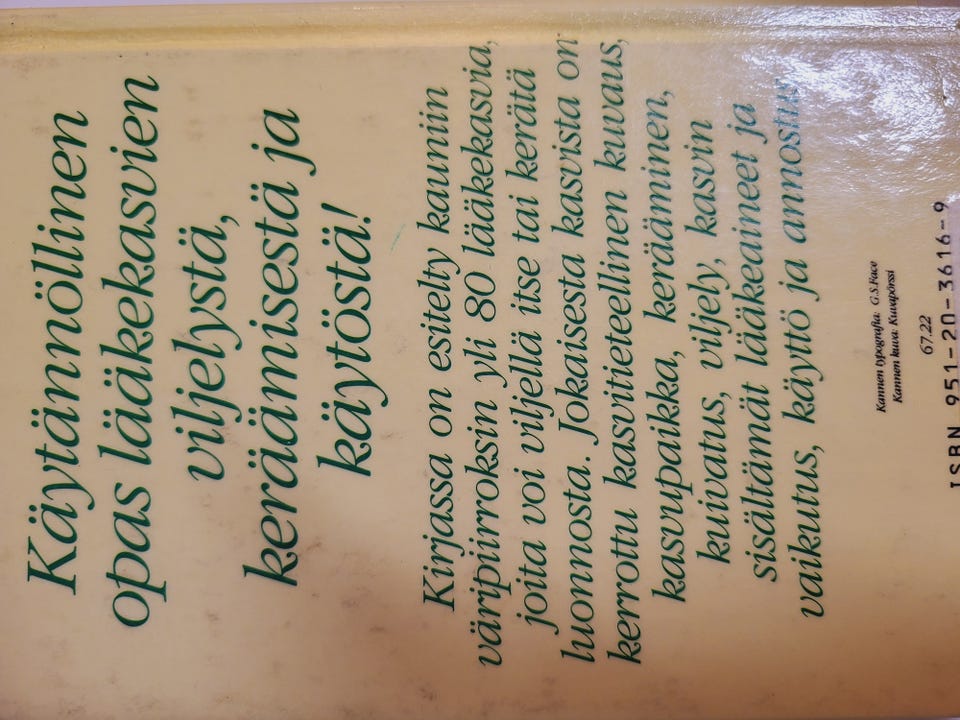 Käytännöllinen
opas lääkekasvien
viljelystä,
keräämisestä ja
käytöstä!
Kirjassa on esitelty kauniin
väripiirroksin yli 80 lääkekasvia,
joita voi viljellä itse tai kerätä
luonnosta. Jokaisesta kasvista on
kerrottu kasvitieteellinen kuvaus,
kasvupaikka, kerääminen,
kuivatus, viljely, kasvin
sisältämät lääkeaineet ja
vaikutus, käyttö ja annostus
Kannen typografia: G.S.Face
Kannen kuva: Kuvapörssi
67.22
ISBN 951-20-3616-9